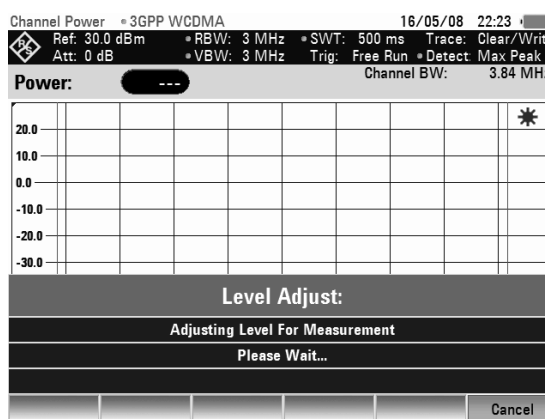 Channel Power 3GPP WCDMA 16/05/08 22:23
Ref: 30.0 dBm RBW: 3 MHz SWT: 500 ms Trace: Clear/Writ
Att: 0 dB VBW: 3 MHz Trig: Free Run Detect: Max Peak
Power: --- Channel BW: 3.84 MH
20.0
10.0
0.0
-10.0
-20.0
-30.0
Level Adjust:
Adjusting Level For Measurement
Please Wait...
Cancel